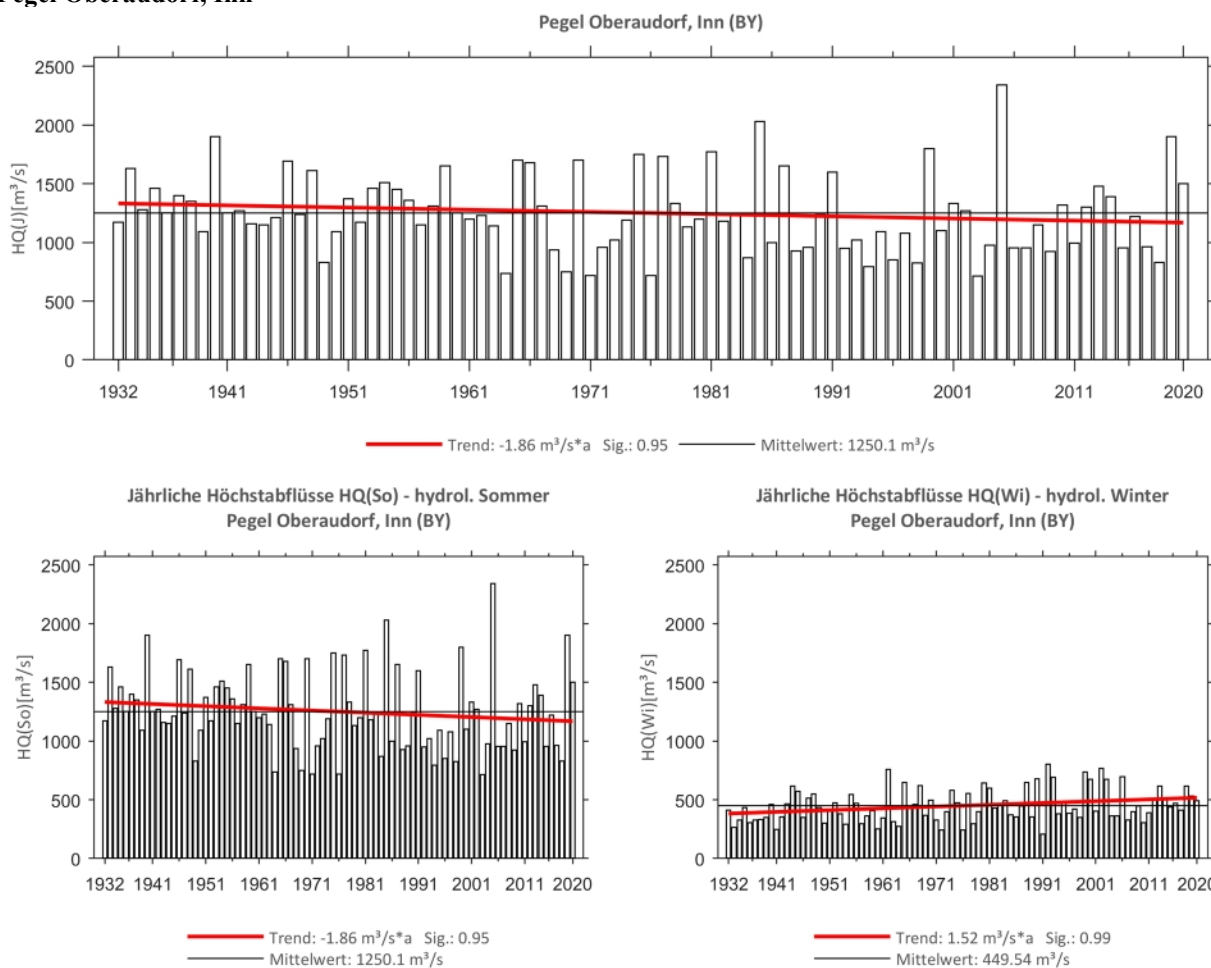 Pegel Oberaudorf, Inn
Pegel Oberaudorf, Inn (BY)
HQ(J)[m³/s]
2500
2000
1500
1000
500
0
1932 1941 1951 1961 1971 1981 1991 2001 2011 2020
Trend: -1.86 m³/s*a Sig.: 0.95 Mittelwert: 1250.1 m³/s
Jährliche Höchstabflüsse HQ(So) - hydrol. Sommer
Pegel Oberaudorf, Inn (BY)
HQ(So)[m³/s]
2500
2000
1500
1000
500
0
1932 1941 1951 1961 1971 1981 1991 2001 2011 2020
Trend: -1.86 m³/s*a Sig.: 0.95
Mittelwert: 1250.1 m³/s
Jährliche Höchstabflüsse HQ(Wi) - hydrol. Winter
Pegel Oberaudorf, Inn (BY)
HQ(Wi)[m³/s]
2500
2000
1500
1000
500
0
1932 1941 1951 1961 1971 1981 1991 2001 2011 2020
Trend: 1.52 m³/s*a Sig.: 0.99
Mittelwert: 449.54 m³/s